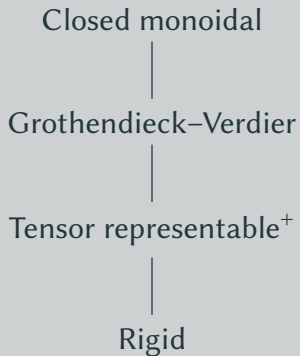 Closed monoidal
Grothendieck–Verdier
Tensor representable⁺
Rigid